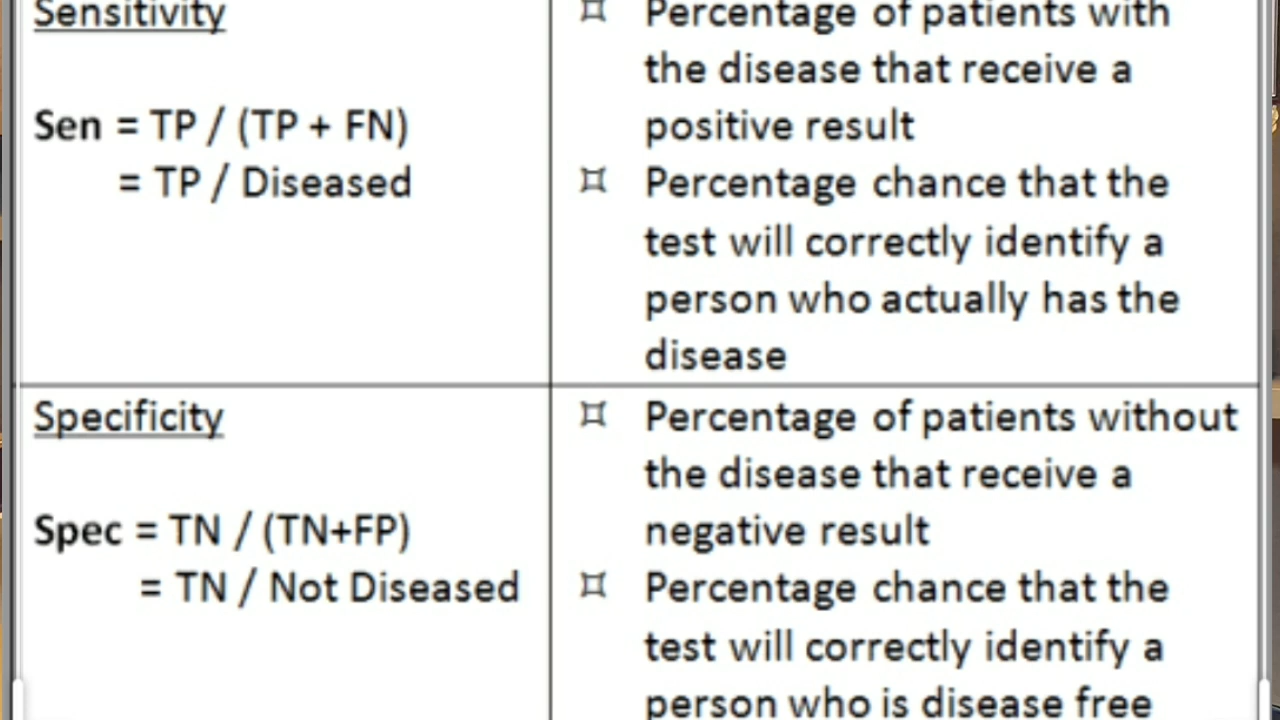 Sensitivity
Sen = TP / (TP + FN)
= TP / Diseased
¤ Percentage of patients with
the disease that receive a
positive result
¤ Percentage chance that the
test will correctly identify a
person who actually has the
disease
Specificity
Spec = TN / (TN+FP)
= TN / Not Diseased
¤ Percentage of patients without
the disease that receive a
negative result
¤ Percentage chance that the
test will correctly identify a
person who is disease free